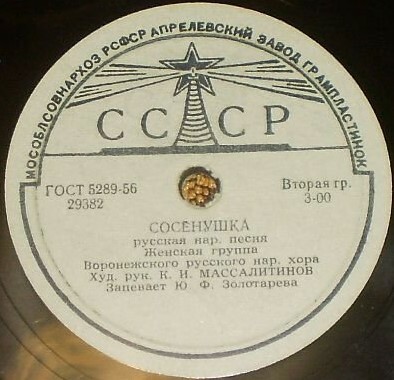 МОСОБЛСОВНАРХОЗ РСФСР АПРЕЛЕВСКИЙ ЗАВОД ГРАМПЛАСТИНОК
СССР
ГОСТ 5289-56
29382
Вторая гр.
3-00
СОСЕНУШКА
русская нар. песня
Женская группа
Воронежского русского нар. хора
Худ. рук. К. И. МАССАЛИТИНОВ
Запевает Ю. Ф. Золотарева